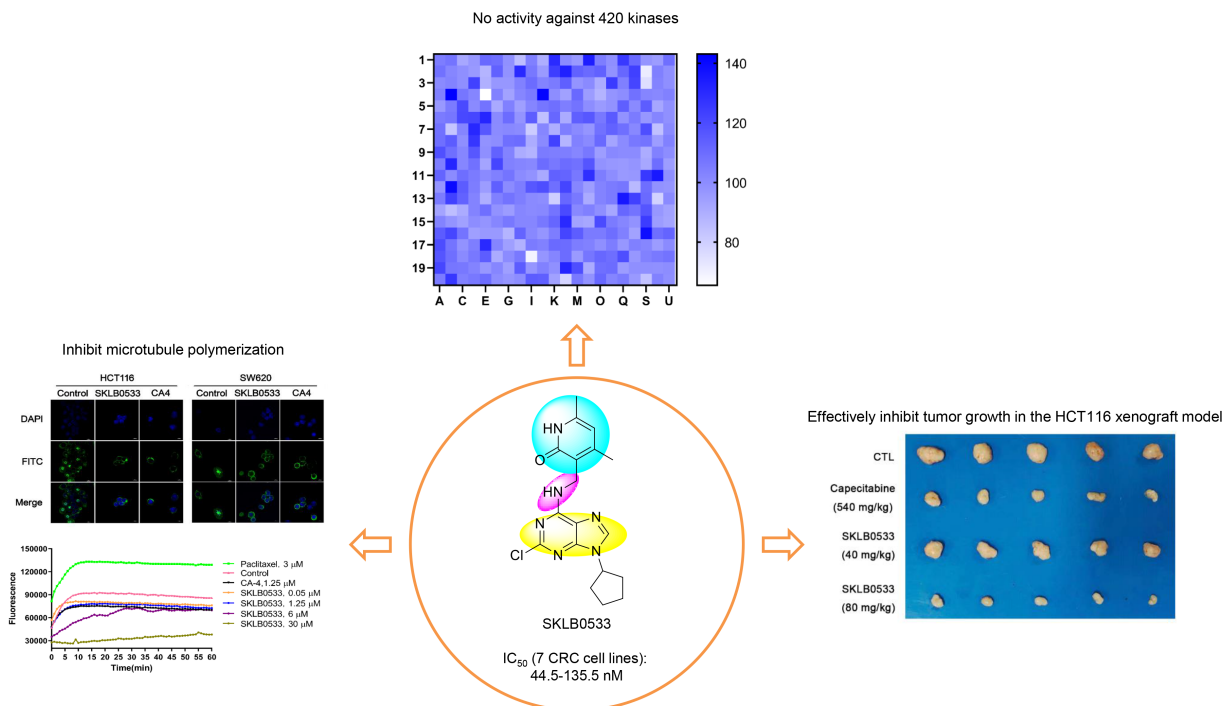 No activity against 420 kinases
1
3
5
7
9
11
13
15
17
19
A C E G I K M O Q S U
140
120
100
80
Inhibit microtubule polymerization
HCT116 SW620
Control SKLB0533 CA4 Control SKLB0533 CA4
DAPI
FITC
Merge
150000
120000
90000
60000
30000
Fluorescence
0 5 10 15 20 25 30 35 40 45 50 55 60
Time(min)
Paclitaxel, 3 μM
Control
CA-4,1.25 μM
SKLB0533, 0.05 μM
SKLB0533, 1.25 μM
SKLB0533, 6 μM
SKLB0533, 30 μM
HN
O
HN
N
N
N
N
Cl
SKLB0533
IC50 (7 CRC cell lines):
44.5-135.5 nM
Effectively inhibit tumor growth in the HCT116 xenograft model
CTL
Capecitabine
(540 mg/kg)
SKLB0533
(40 mg/kg)
SKLB0533
(80 mg/kg)